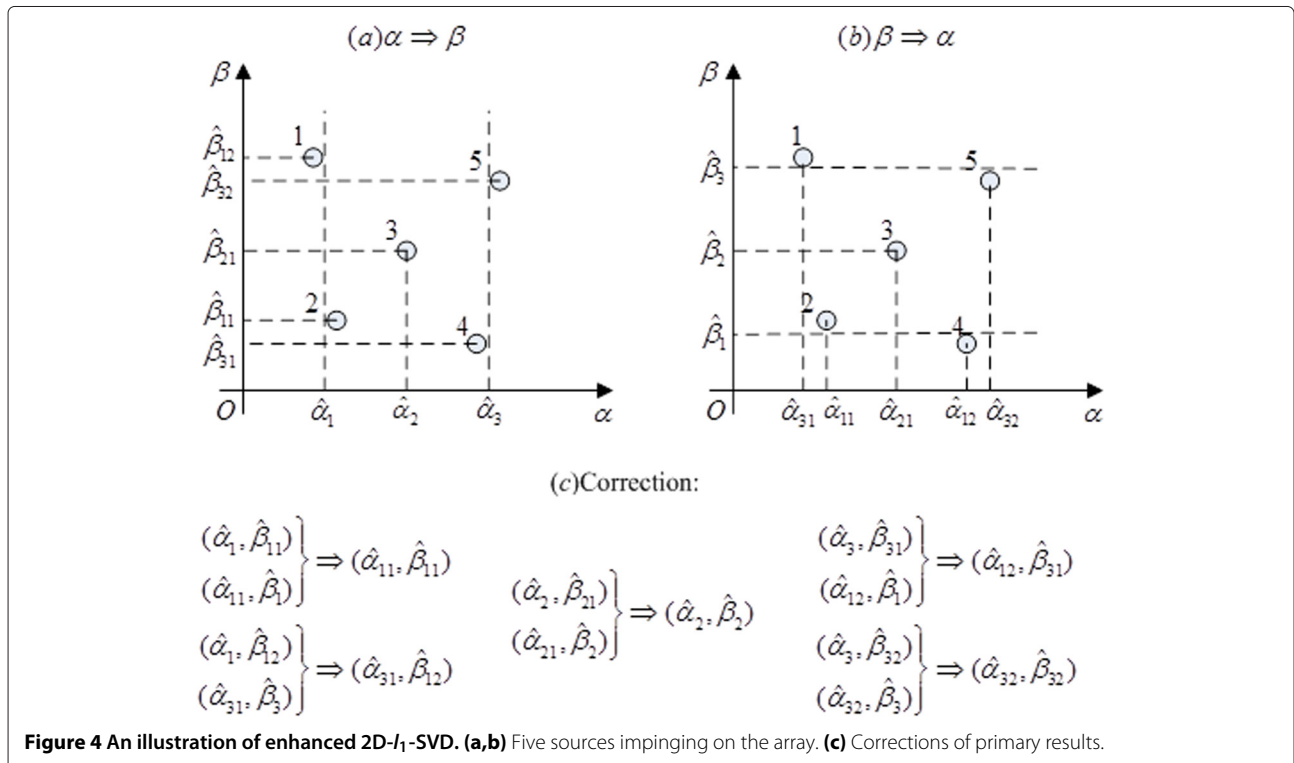 (a)α ⇒ β
β
β̂₁₂
β̂₃₂
β̂₂₁
β̂₁₁
β̂₃₁
1
5
3
2
4
O
α̂₁
α̂₂
α̂₃
α
(b)β ⇒ α
β
β̂₃
β̂₂
β̂₁
1
5
3
2
4
O
α̂₃₁
α̂₁₁
α̂₂₁
α̂₁₂
α̂₃₂
α
(c)Correction:
(α̂₁, β̂₁₁)
(α̂₁₁, β̂₁)
} ⇒ (α̂₁₁, β̂₁₁)
(α̂₁, β̂₁₂)
(α̂₃₁, β̂₃)
} ⇒ (α̂₃₁, β̂₁₂)
(α̂₂, β̂₂₁)
(α̂₂₁, β̂₂)
} ⇒ (α̂₂, β̂₂)
(α̂₃, β̂₃₁)
(α̂₁₂, β̂₁)
} ⇒ (α̂₁₂, β̂₃₁)
(α̂₃, β̂₃₂)
(α̂₃₂, β̂₃)
} ⇒ (α̂₃₂, β̂₃₂)
Figure 4 An illustration of enhanced 2D-l₁-SVD. (a,b) Five sources impinging on the array. (c) Corrections of primary results.